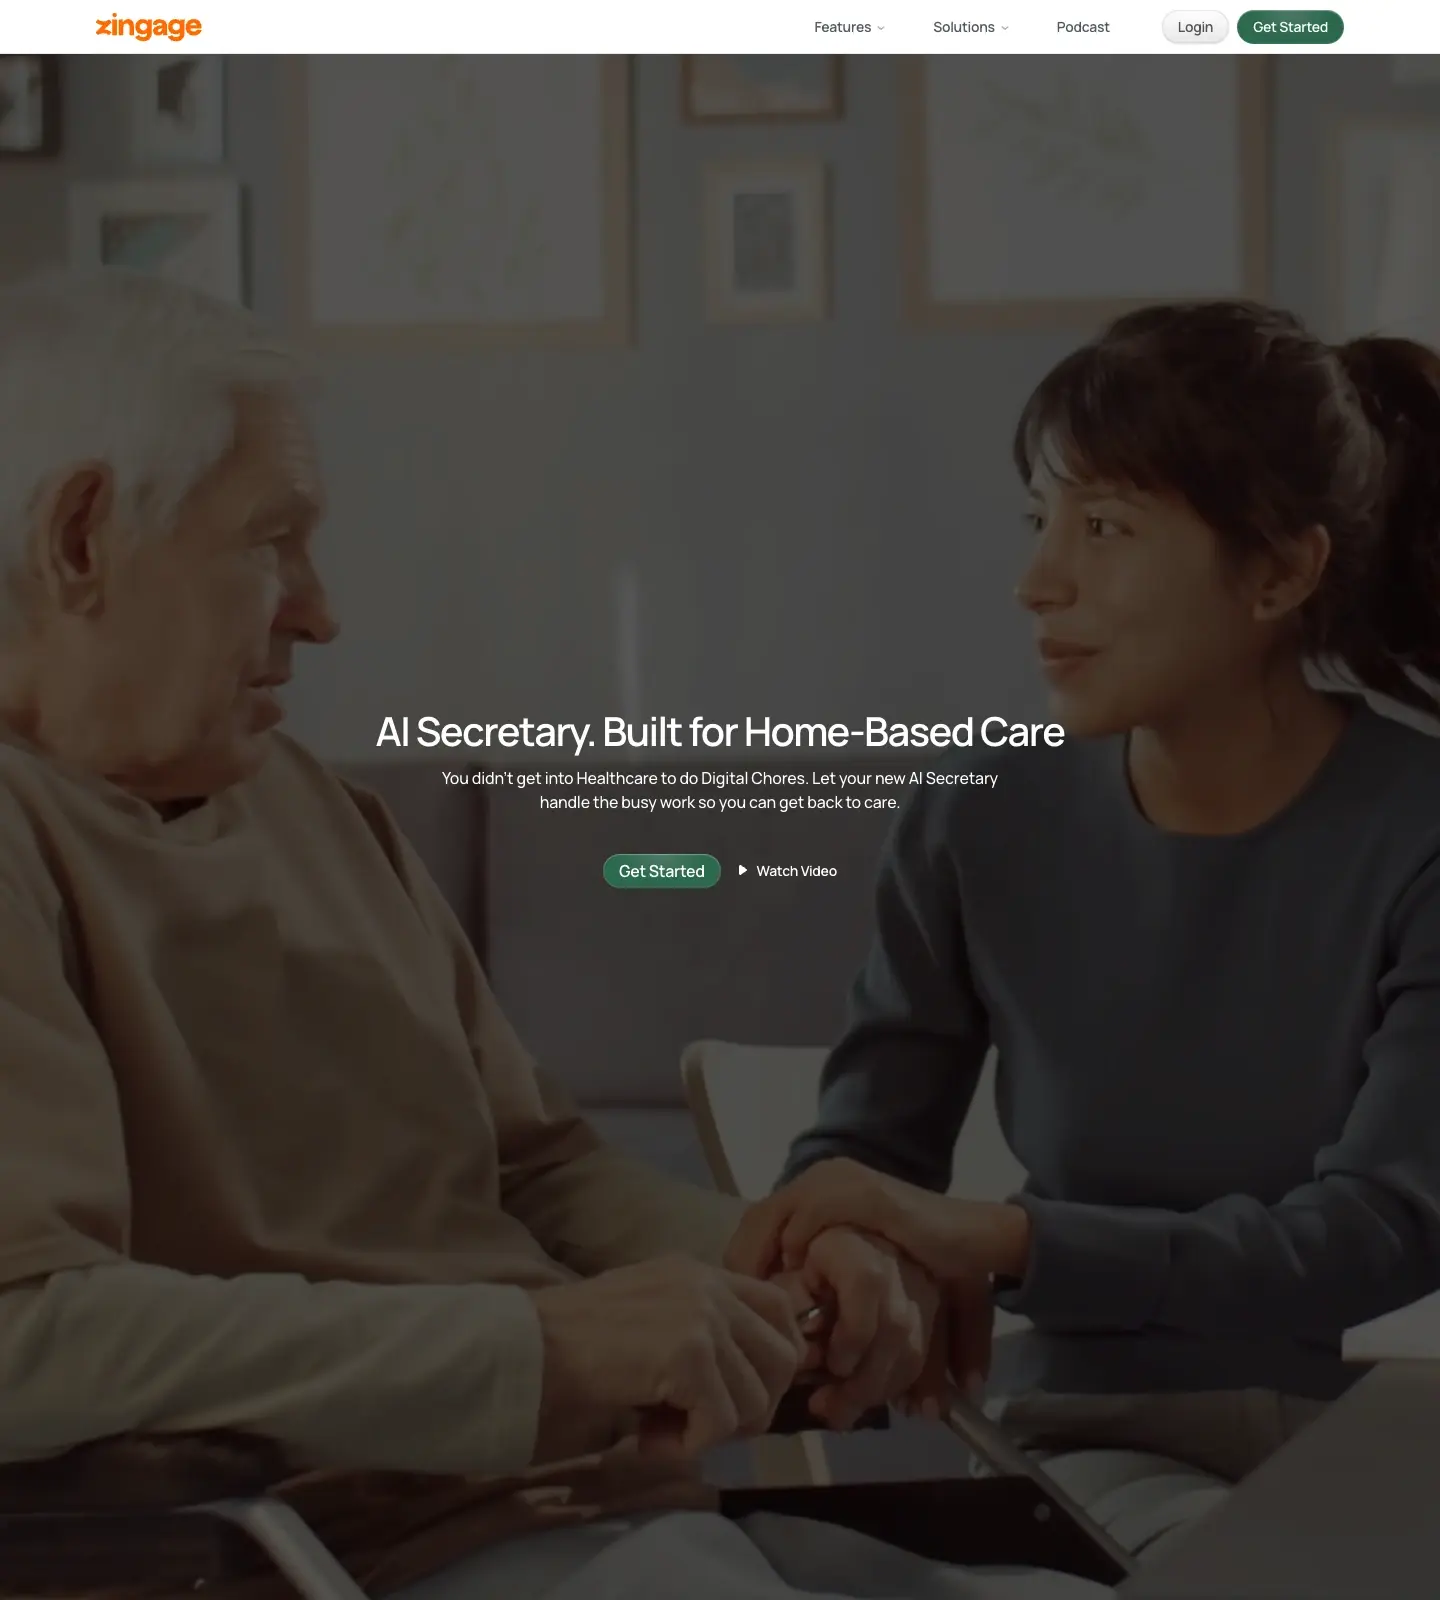 zingage
Features
Solutions
Podcast
Login
Get Started
AI Secretary. Built for Home-Based Care
You didn't get into Healthcare to do Digital Chores. Let your new AI Secretary
handle the busy work so you can get back to care.
Get Started
Watch Video